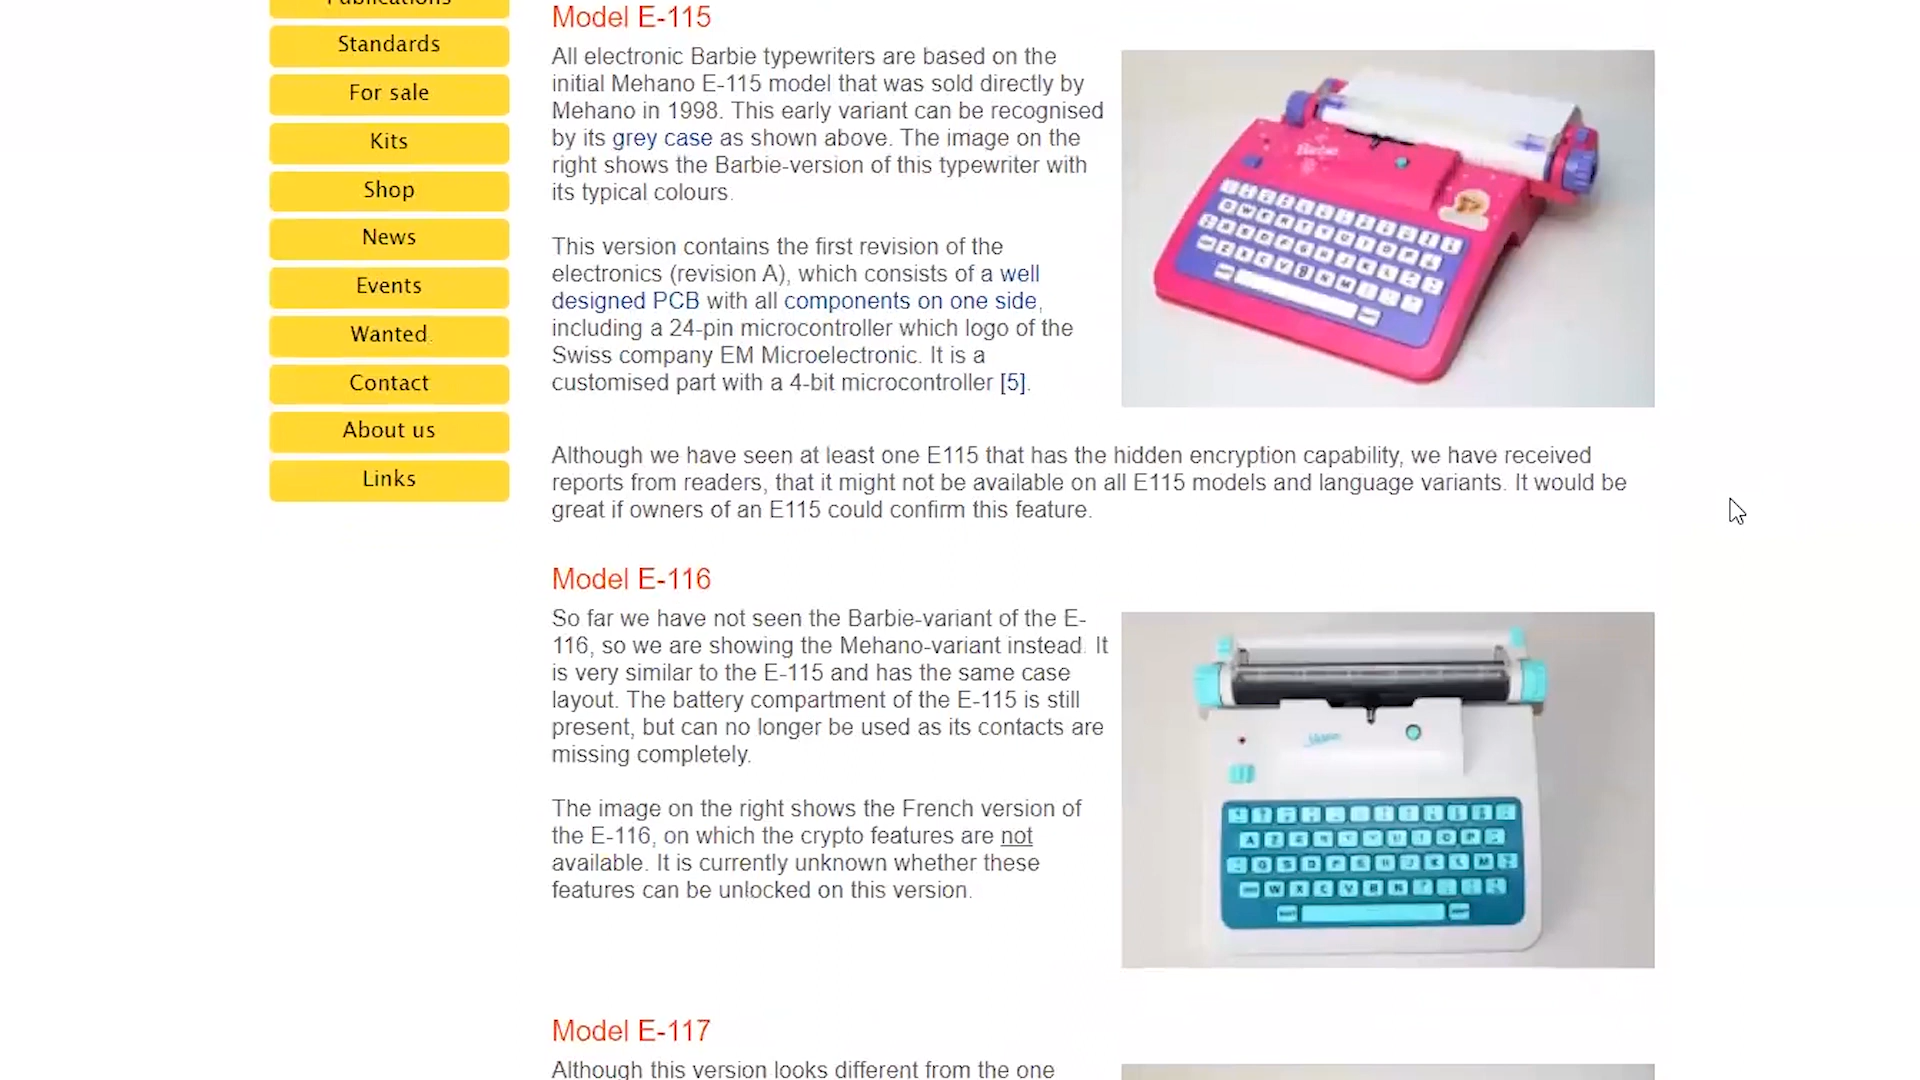 Publications
Standards
For sale
Kits
Shop
News
Events
Wanted
Contact
About us
Links
Model E-115
All electronic Barbie typewriters are based on the
initial Mehano E-115 model that was sold directly by
Mehano in 1998. This early variant can be recognised
by its grey case as shown above. The image on the
right shows the Barbie-version of this typewriter with
its typical colours.
This version contains the first revision of the
electronics (revision A), which consists of a well
designed PCB with all components on one side,
including a 24-pin microcontroller which logo of the
Swiss company EM Microelectronic. It is a
customised part with a 4-bit microcontroller [5].
Barbie
Although we have seen at least one E115 that has the hidden encryption capability, we have received
reports from readers, that it might not be available on all E115 models and language variants. It would be
great if owners of an E115 could confirm this feature.
Model E-116
So far we have not seen the Barbie-variant of the E-
116, so we are showing the Mehano-variant instead. It
is very similar to the E-115 and has the same case
layout. The battery compartment of the E-115 is still
present, but can no longer be used as its contacts are
missing completely.
The image on the right shows the French version of
the E-116, on which the crypto features are not
available. It is currently unknown whether these
features can be unlocked on this version.
Mehano
Model E-117
Although this version looks different from the one